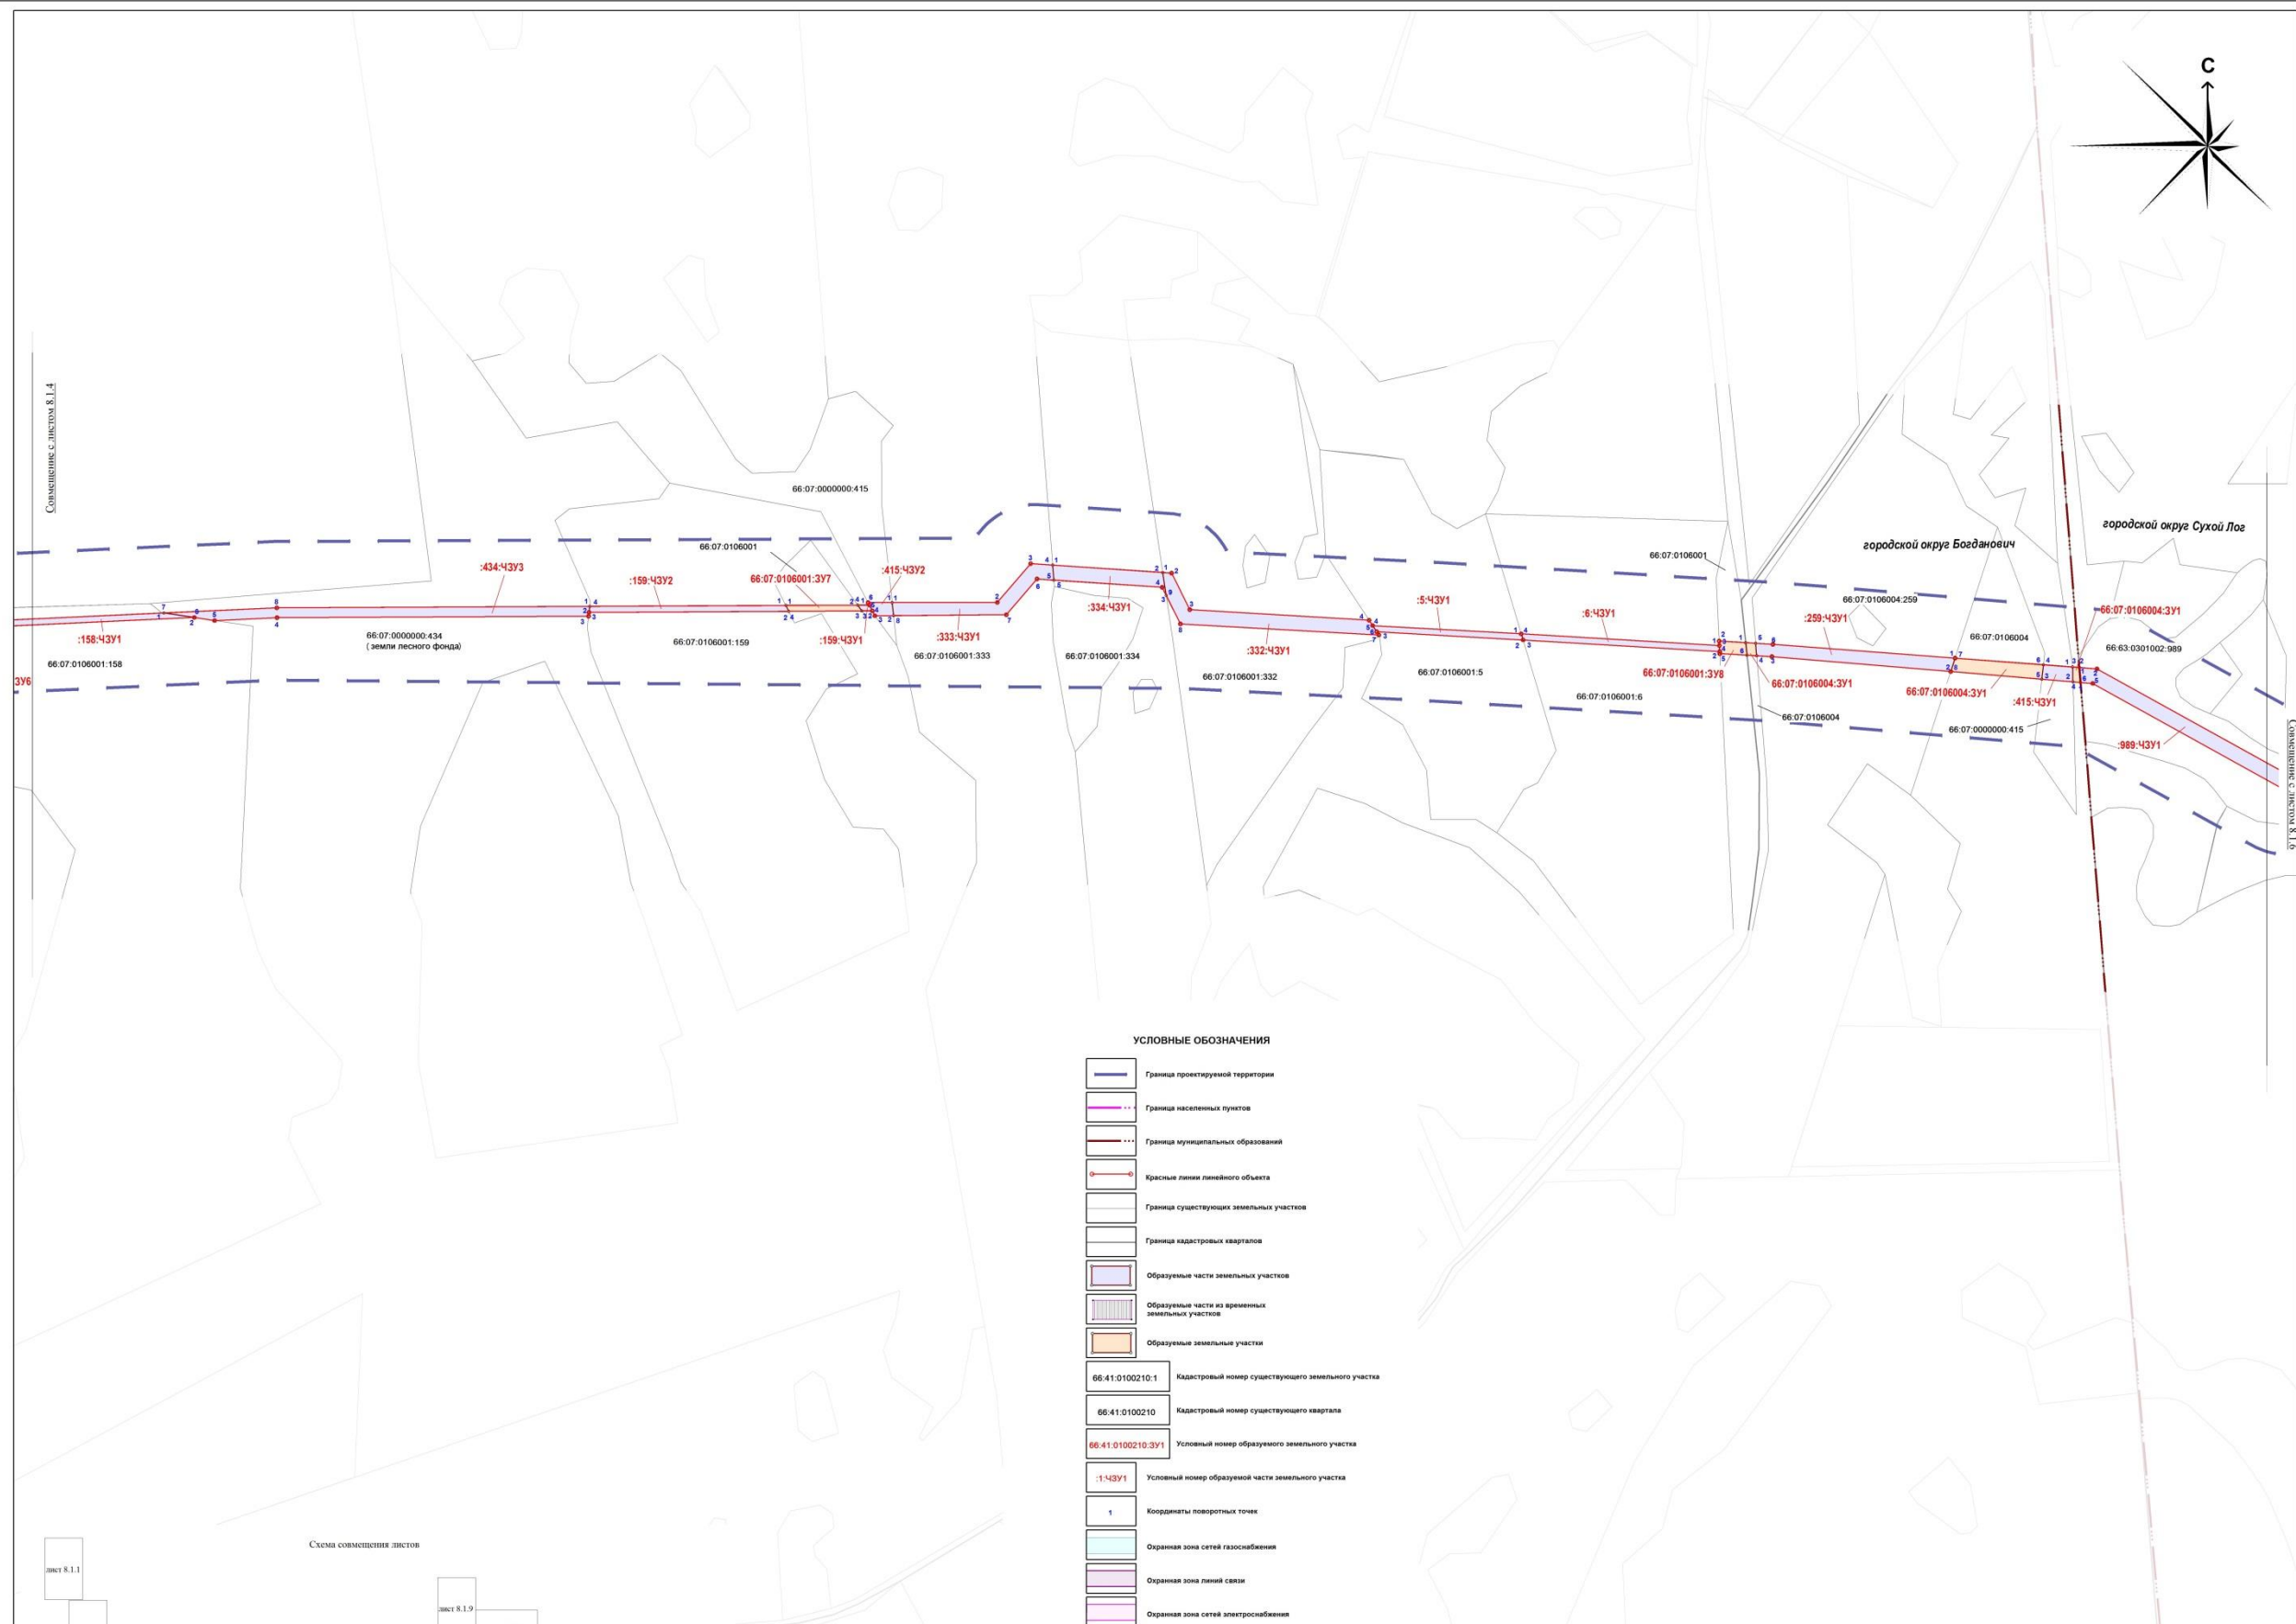 С
Совмещение с листом 8.1.4
66:07:0000000:415
66:07:0106001
:434:ЧЗУ3
:159:ЧЗУ2
66:07:0106001:ЗУ7
:415:ЧЗУ2
:158:ЧЗУ1
66:07:0106001:158
ЗУ6
66:07:0000000:434
( земли лесного фонда)
66:07:0106001:159
:159:ЧЗУ1
:333:ЧЗУ1
66:07:0106001:333
:334:ЧЗУ1
66:07:0106001:334
:332:ЧЗУ1
66:07:0106001:332
:5:ЧЗУ1
66:07:0106001:5
:6:ЧЗУ1
66:07:0106001:6
66:07:0106001
66:07:0106001:ЗУ8
66:07:0106004:ЗУ1
66:07:0106004
городской округ Богданович
городской округ Сухой Лог
66:07:0106004:259
:259:ЧЗУ1
66:07:0106004
66:07:0106004:ЗУ1
66:07:0106004:ЗУ1
66:63:0301002:989
:415:ЧЗУ1
66:07:0000000:415
:989:ЧЗУ1
Совмещение с листом 8.1.6
УСЛОВНЫЕ ОБОЗНАЧЕНИЯ
Граница проектируемой территории
Граница населенных пунктов
Граница муниципальных образований
Красные линии линейного объекта
Граница существующих земельных участков
Граница кадастровых кварталов
Образуемые части земельных участков
Образуемые части из временных
земельных участков
Образуемые земельные участки
66:41:0100210:1 Кадастровый номер существующего земельного участка
66:41:0100210 Кадастровый номер существующего квартала
66:41:0100210:ЗУ1 Условный номер образуемого земельного участка
:1:ЧЗУ1 Условный номер образуемой части земельного участка
1 Координаты поворотных точек
Охранная зона сетей газоснабжения
Охранная зона линий связи
Охранная зона сетей электроснабжения
Схема совмещения листов
лист 8.1.1
лист 8.1.9